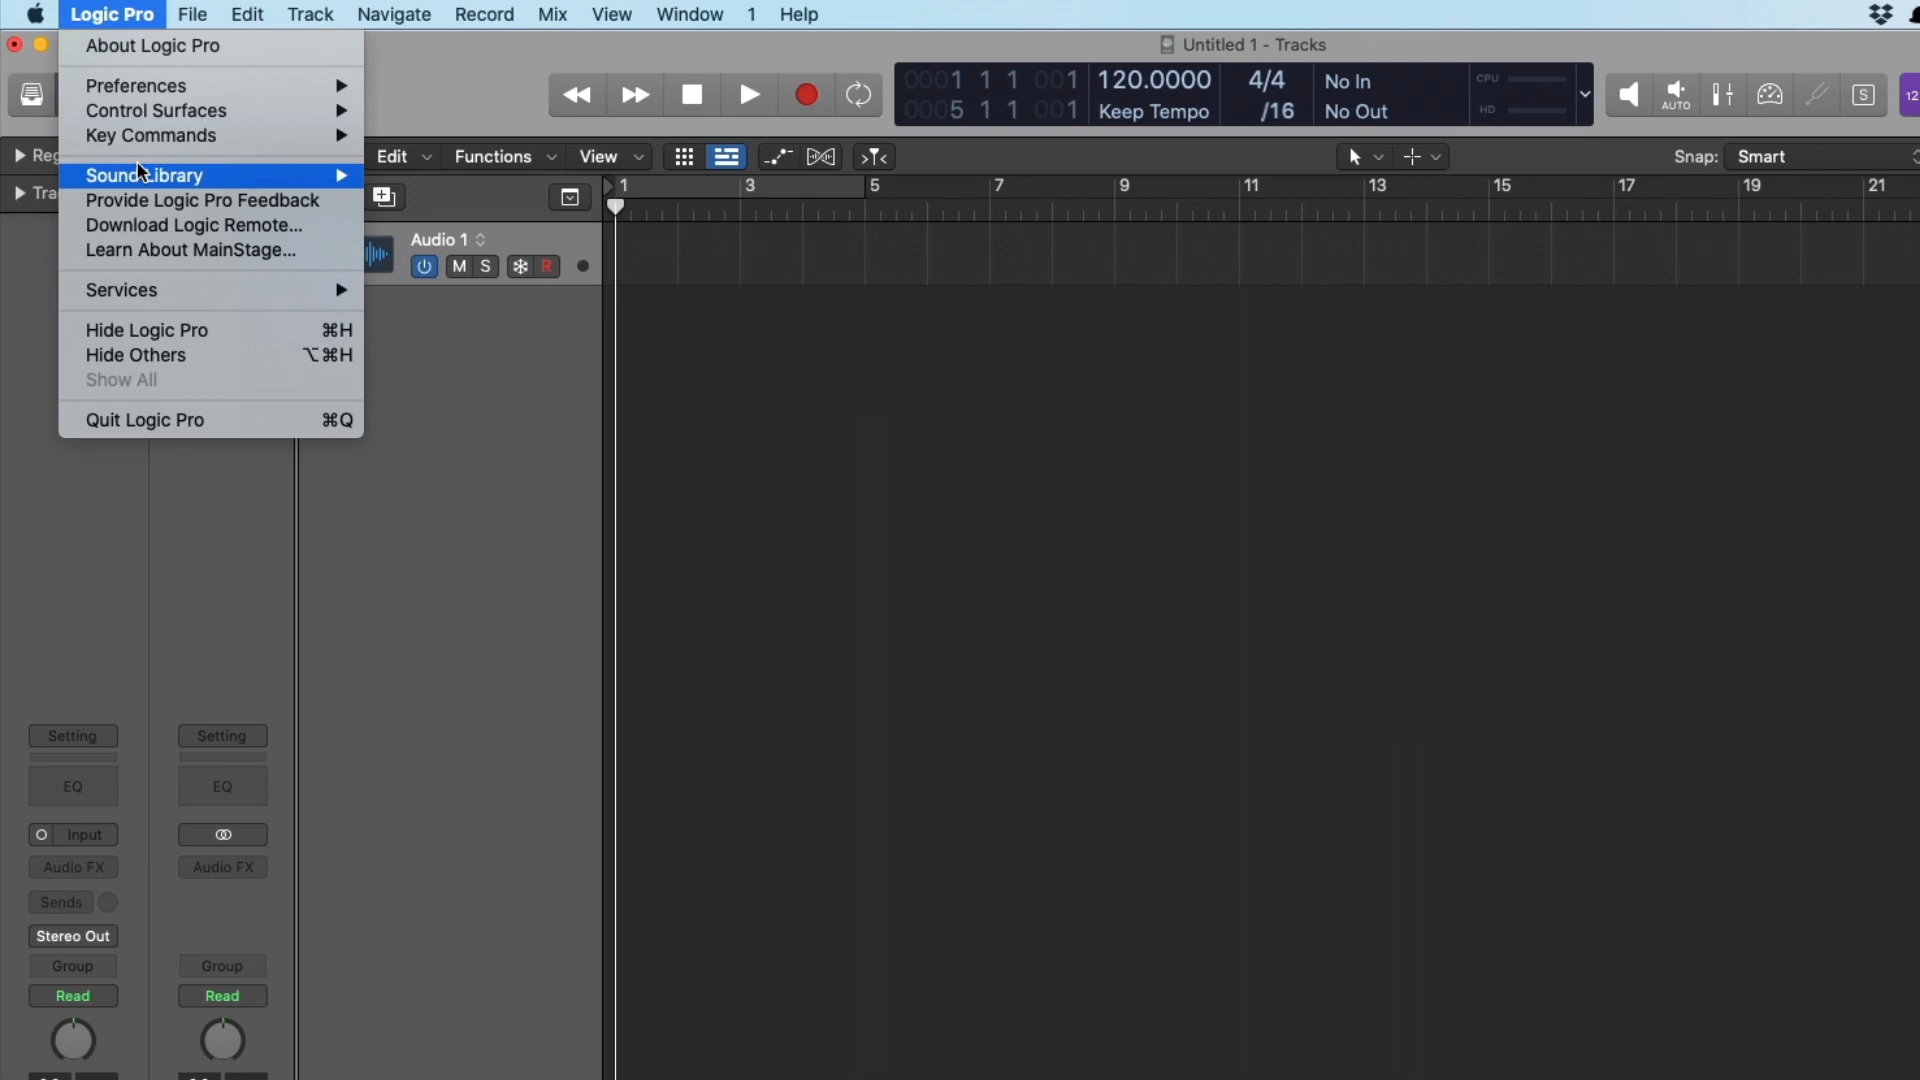 Logic Pro File Edit Track Navigate Record Mix View Window 1 Help
Untitled 1 - Tracks
About Logic Pro
Preferences
Control Surfaces
Key Commands
Sound Library
Provide Logic Pro Feedback
Download Logic Remote...
Learn About MainStage...
Services
Hide Logic Pro ⌘H
Hide Others ⌥⌘H
Show All
Quit Logic Pro ⌘Q
0001 1 1 001 120.0000 4/4 No In CPU
0005 1 1 001 Keep Tempo /16 No Out HD
AUTO S 12
Reg Edit Functions View Snap: Smart
Tra 1 3 5 7 9 11 13 15 17 19 21
Audio 1
M S R
Setting Setting
EQ EQ
Input
Audio FX Audio FX
Sends
Stereo Out
Group Group
Read Read